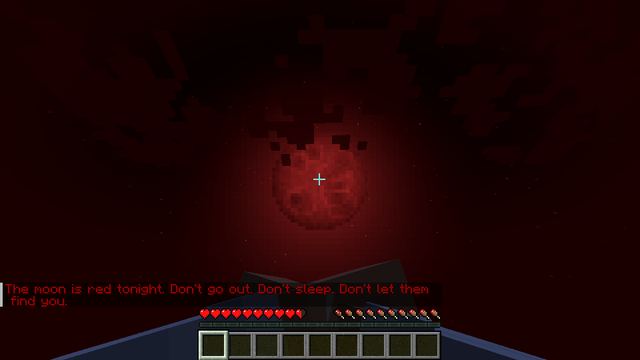 The moon is red tonight. Don't go out. Don't sleep. Don't let them
find you.